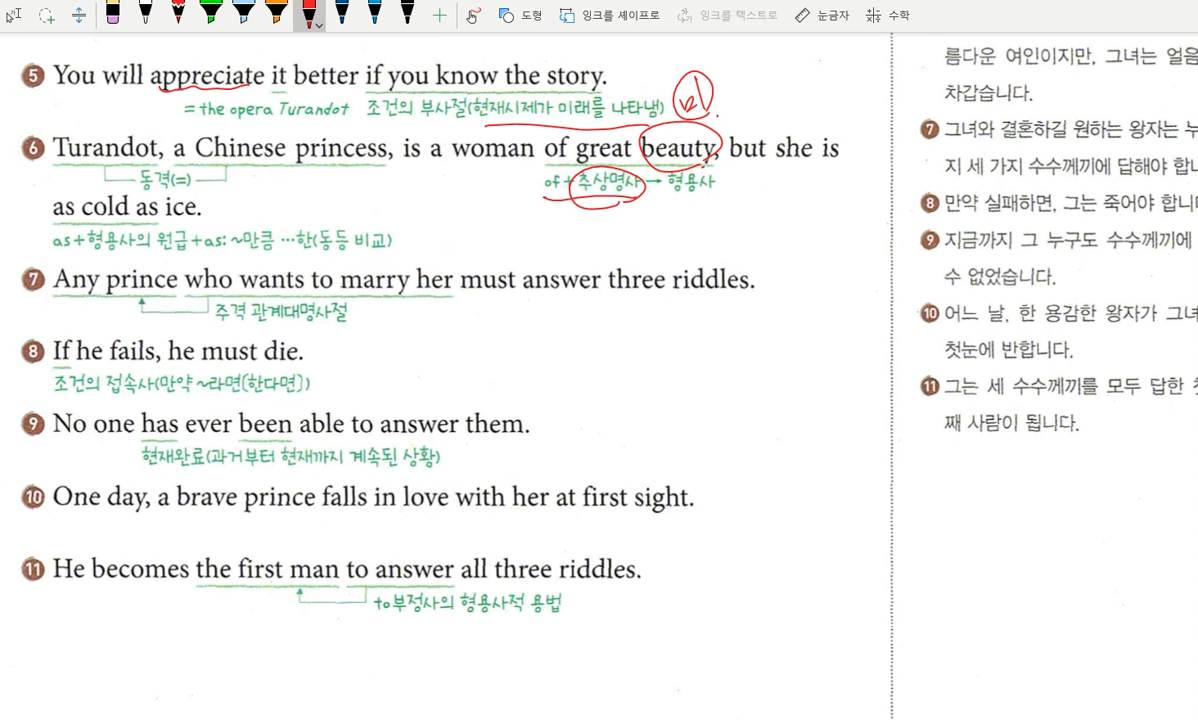 도형 잉크를 셰이프로 잉크를 텍스트로 눈금자 수학
5 You will appreciate it better if you know the story.
= the opera Turandot 조건의 부사절(현재시제가 미래를 나타냄)
6 Turandot, a Chinese princess, is a woman of great beauty, but she is
동격(=) of + 추상명사 → 형용사
as cold as ice.
as+형용사의 원급+as: ~만큼 …한(동등 비교)
7 Any prince who wants to marry her must answer three riddles.
주격 관계대명사절
8 If he fails, he must die.
조건의 접속사(만약 ~라면[한다면])
9 No one has ever been able to answer them.
현재완료(과거부터 현재까지 계속된 상황)
10 One day, a brave prince falls in love with her at first sight.
11 He becomes the first man to answer all three riddles.
to부정사의 형용사적 용법
름다운 여인이지만, 그녀는 얼음
차갑습니다.
7 그녀와 결혼하길 원하는 왕자는 누
지 세 가지 수수께끼에 답해야 합
8 만약 실패하면, 그는 죽어야 합니
9 지금까지 그 누구도 수수께끼에
수 없었습니다.
10 어느 날, 한 용감한 왕자가 그녀
첫눈에 반합니다.
11 그는 세 수수께끼를 모두 답한
째 사람이 됩니다.